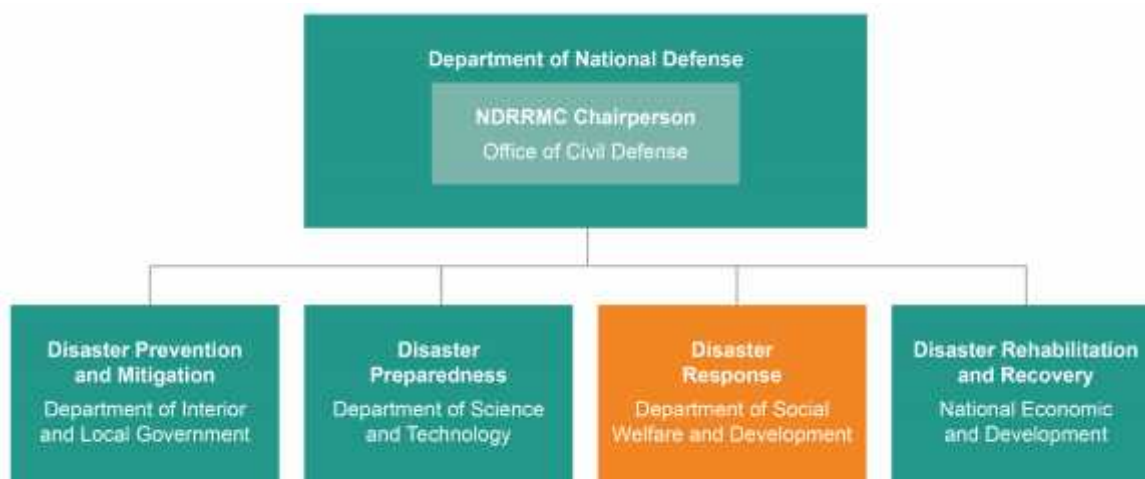 Department of National Defense
NDRRMC Chairperson
Office of Civil Defense
Disaster Prevention
and Mitigation
Department of Interior
and Local Government
Disaster
Preparedness
Department of Science
and Technology
Disaster
Response
Department of Social
Welfare and Development
Disaster Rehabilitation
and Recovery
National Economic
and Development